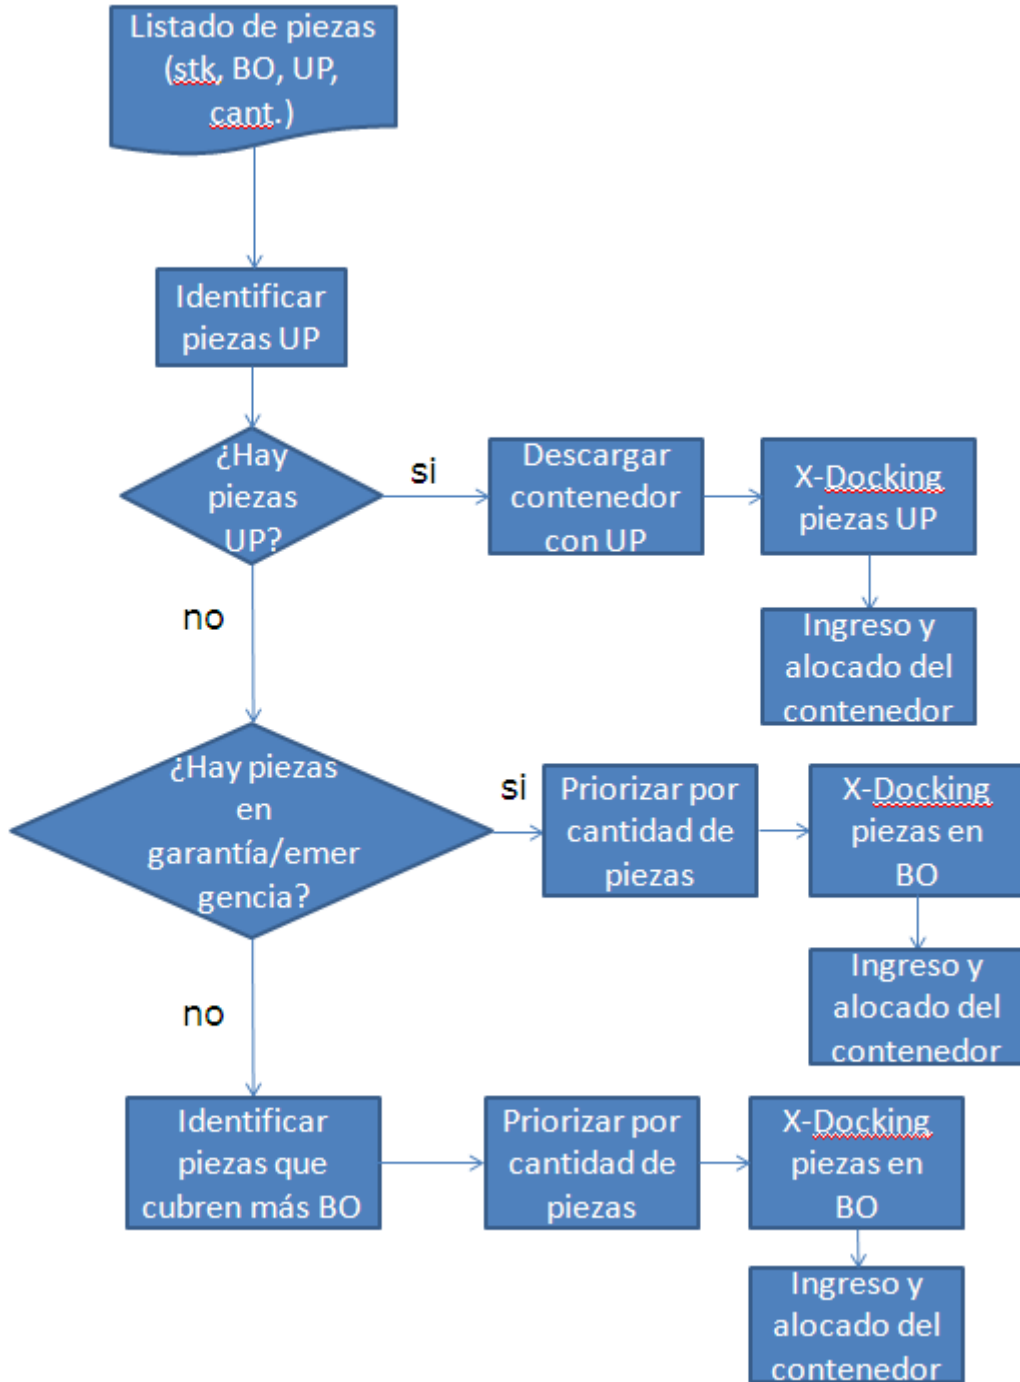 Listado de piezas
(stk, BO, UP,
cant.)
Identificar
piezas UP
¿Hay
piezas
UP?
si
Descargar
contenedor
con UP
X-Docking
piezas UP
Ingreso y
alocado del
contenedor
no
¿Hay piezas
en
garantía/emer
gencia?
si
Priorizar por
cantidad de
piezas
X-Docking
piezas en
BO
Ingreso y
alocado del
contenedor
no
Identificar
piezas que
cubren más BO
Priorizar por
cantidad de
piezas
X-Docking
piezas en
BO
Ingreso y
alocado del
contenedor